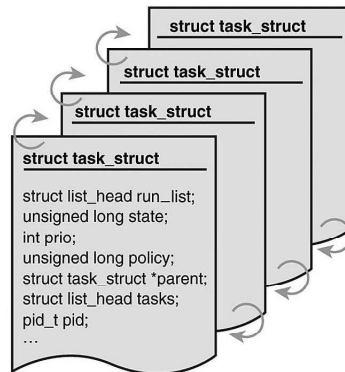 struct task_struct
struct task_struct
struct task_struct
struct task_struct
struct list_head run_list;
unsigned long state;
int prio;
unsigned long policy;
struct task_struct *parent;
struct list_head tasks;
pid_t pid;
...